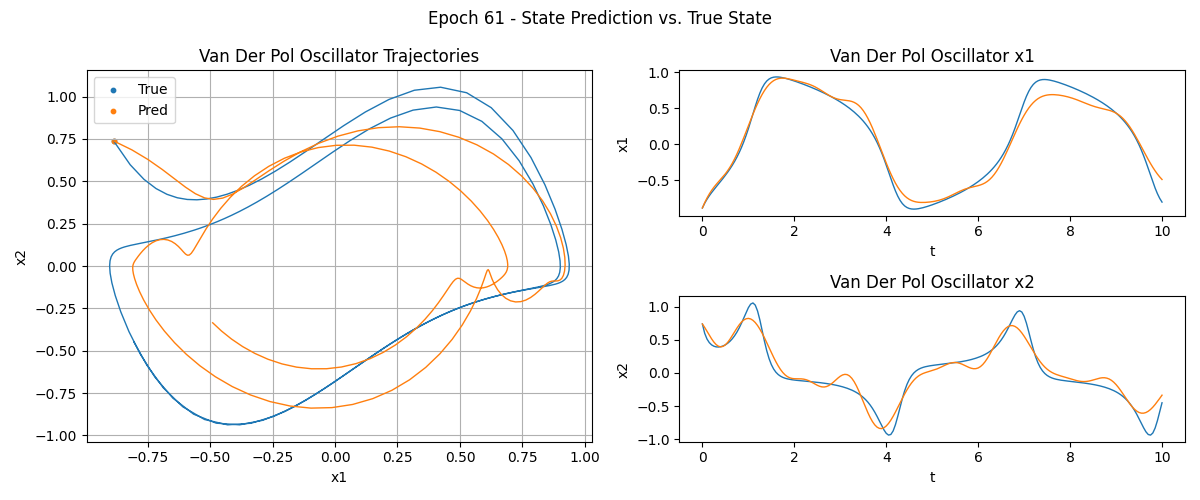 Epoch 61 - State Prediction vs. True State
Van Der Pol Oscillator Trajectories
True
Pred
1.00
0.75
0.50
0.25
0.00
−0.25
−0.50
−0.75
−1.00
x2
−0.75 −0.50 −0.25 0.00 0.25 0.50 0.75 1.00
x1
Van Der Pol Oscillator x1
1.0
0.5
0.0
−0.5
x1
0 2 4 6 8 10
t
Van Der Pol Oscillator x2
1.0
0.5
0.0
−0.5
−1.0
x2
0 2 4 6 8 10
t